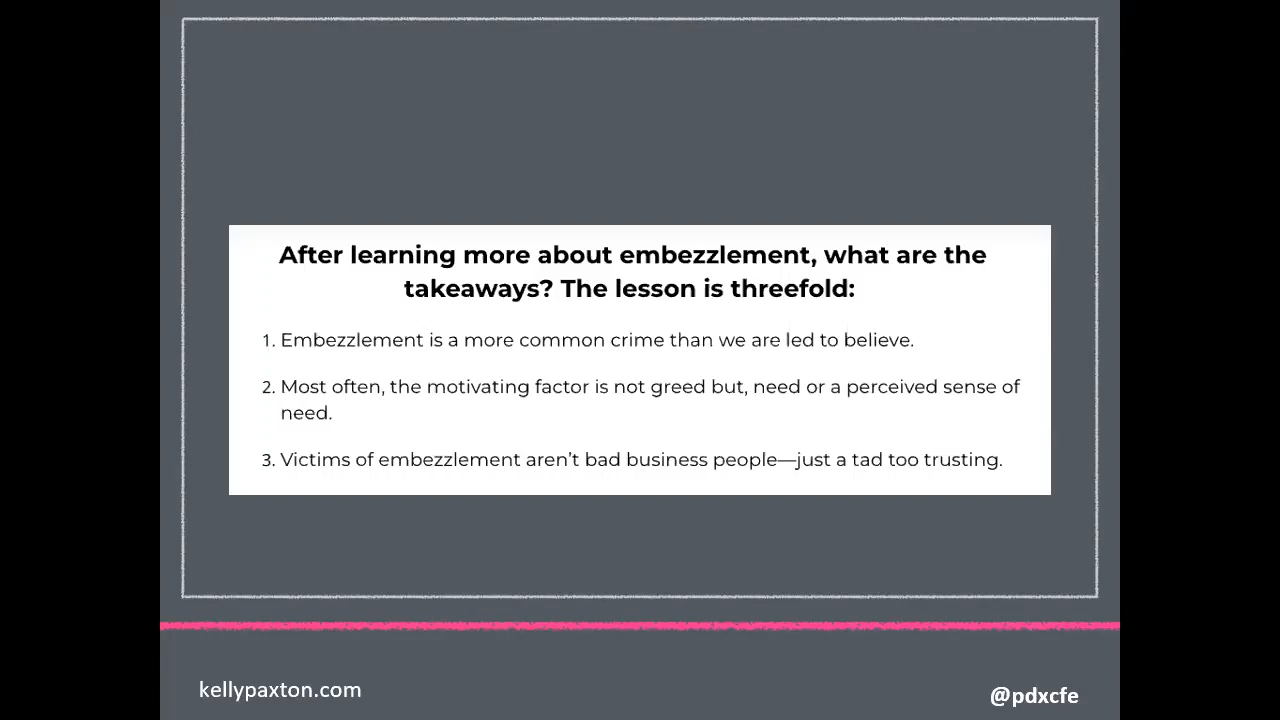 After learning more about embezzlement, what are the
takeaways? The lesson is threefold:
1. Embezzlement is a more common crime than we are led to believe.
2. Most often, the motivating factor is not greed but, need or a perceived sense of
need.
3. Victims of embezzlement aren't bad business people—just a tad too trusting.
kellypaxton.com
@pdxcfe